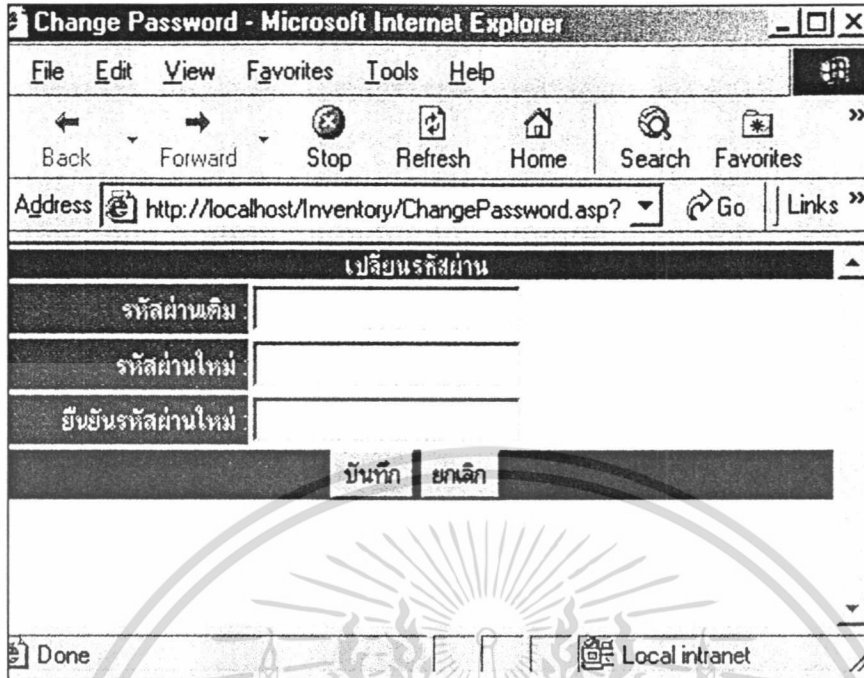 Change Password - Microsoft Internet Explorer
File Edit View Favorites Tools Help
Back Forward Stop Refresh Home Search Favorites »
Address http://localhost/Inventory/ChangePassword.asp? Go Links »
เปลี่ยนรหัสผ่าน
รหัสผ่านเดิม :
รหัสผ่านใหม่ :
ยืนยันรหัสผ่านใหม่ :
บันทึก ยกเลิก
Done Local intranet